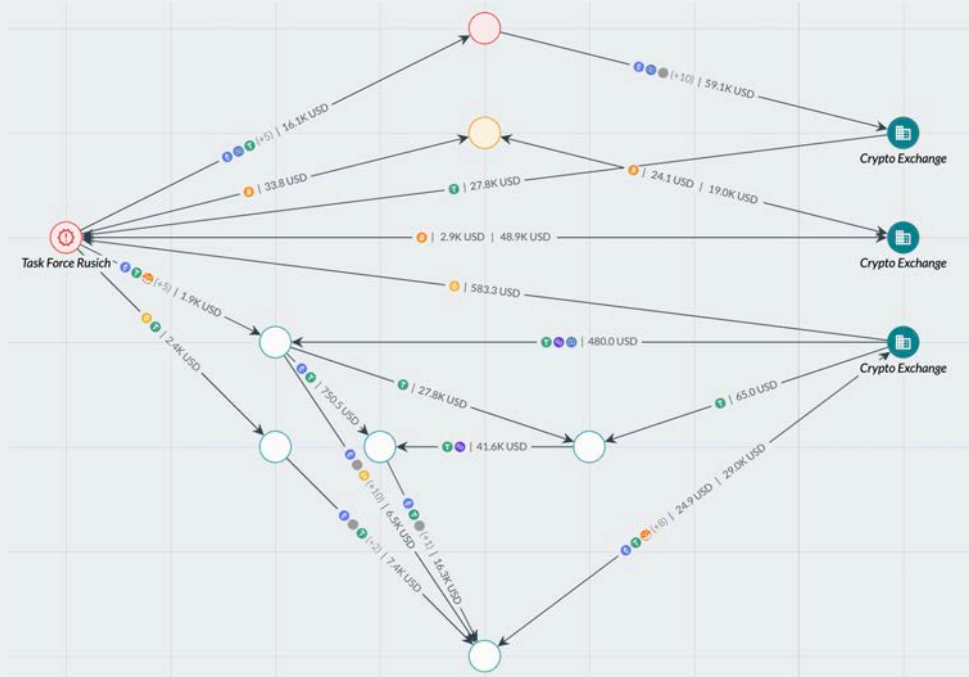 (+10) | 59.1K USD
(+5) | 16.1K USD
Crypto Exchange
| 33.8 USD
| 27.8K USD
| 24.1 USD | 19.0K USD
| 2.9K USD | 48.9K USD
Task Force Rusich
Crypto Exchange
(+5) | 1.9K USD
| 583.3 USD
| 2.4K USD
| 480.0 USD
Crypto Exchange
| 750.5 USD
| 27.8K USD
| 65.0 USD
| 41.6K USD
(+10) | 6.5K USD
(+1) | 16.3K USD
(+2) | 7.4K USD
(+8) | 24.9 USD | 29.0K USD